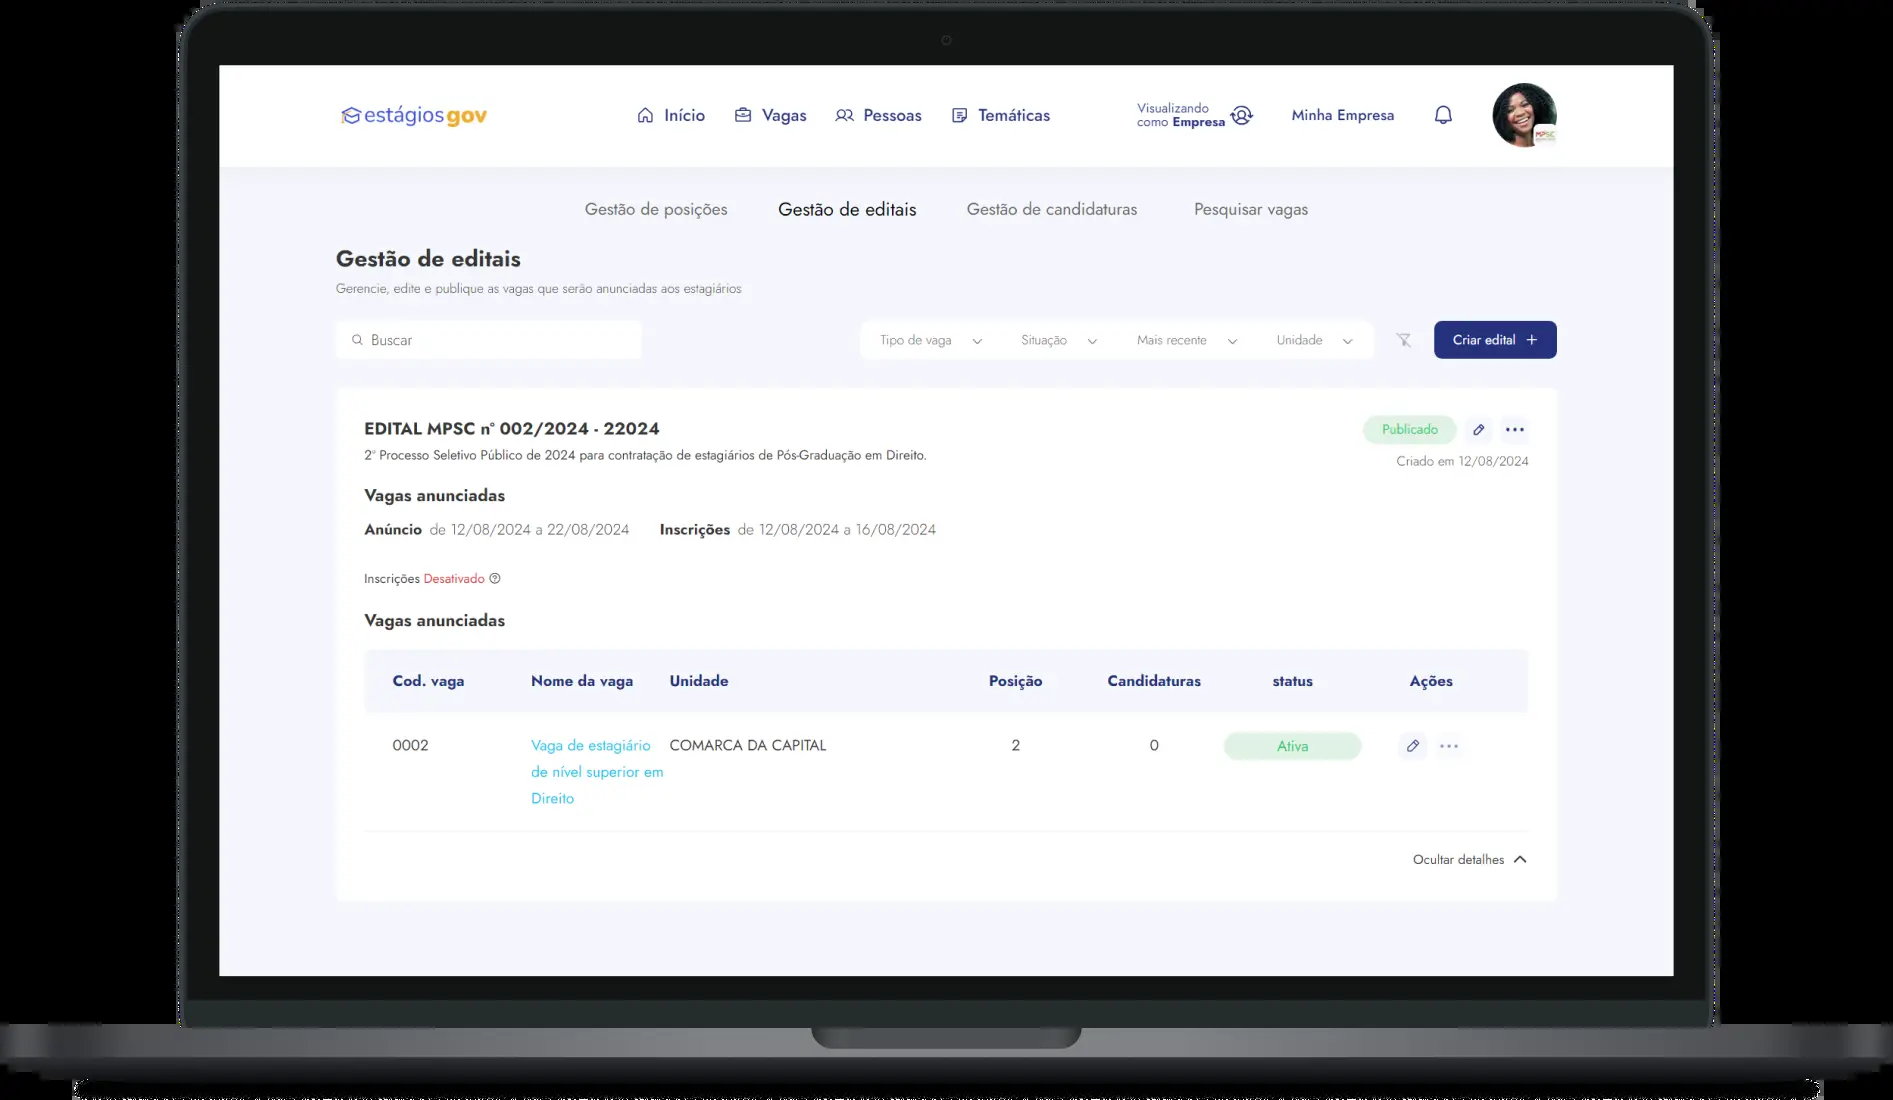 estágios gov
Início
Vagas
Pessoas
Temáticas
Visualizando
como Empresa
Minha Empresa
MPSC
Gestão de posições
Gestão de editais
Gestão de candidaturas
Pesquisar vagas
Gestão de editais
Gerencie, edite e publique as vagas que serão anunciadas aos estagiários
Buscar
Tipo de vaga
Situação
Mais recente
Unidade
Criar edital +
EDITAL MPSC n° 002/2024 - 22024
Publicado
2° Processo Seletivo Público de 2024 para contratação de estagiários de Pós-Graduação em Direito.
Criado em 12/08/2024
Vagas anunciadas
Anúncio de 12/08/2024 a 22/08/2024 Inscrições de 12/08/2024 a 16/08/2024
Inscrições Desativado
Vagas anunciadas
Cod. vaga Nome da vaga Unidade Posição Candidaturas status Ações
0002 Vaga de estagiário COMARCA DA CAPITAL 2 0 Ativa
de nível superior em
Direito
Ocultar detalhes